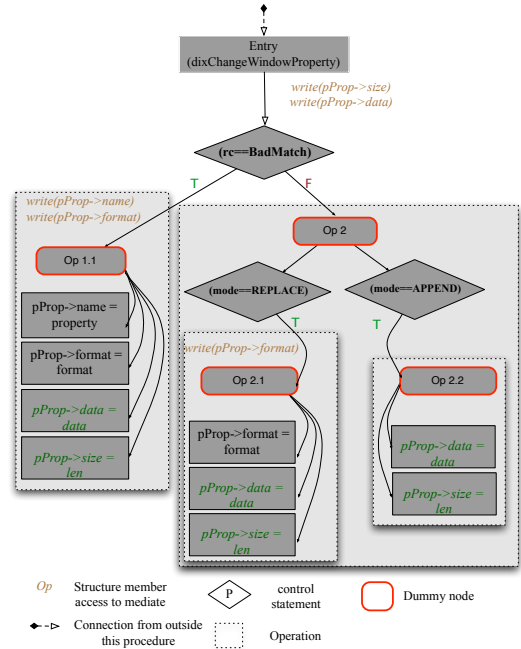 Entry
(dixChangeWindowProperty)
write(pProp->size)
write(pProp->data)
(rc==BadMatch)
T
F
write(pProp->name)
write(pProp->format)
Op 1.1
pProp->name =
property
pProp->format =
format
pProp->data =
data
pProp->size =
len
Op 2
(mode==REPLACE)
(mode==APPEND)
T
T
write(pProp->format)
Op 2.1
pProp->format =
format
pProp->data =
data
pProp->size =
len
Op 2.2
pProp->data =
data
pProp->size =
len
Op
Structure member
access to mediate
P
control
statement
Dummy node
Connection from outside
this procedure
Operation